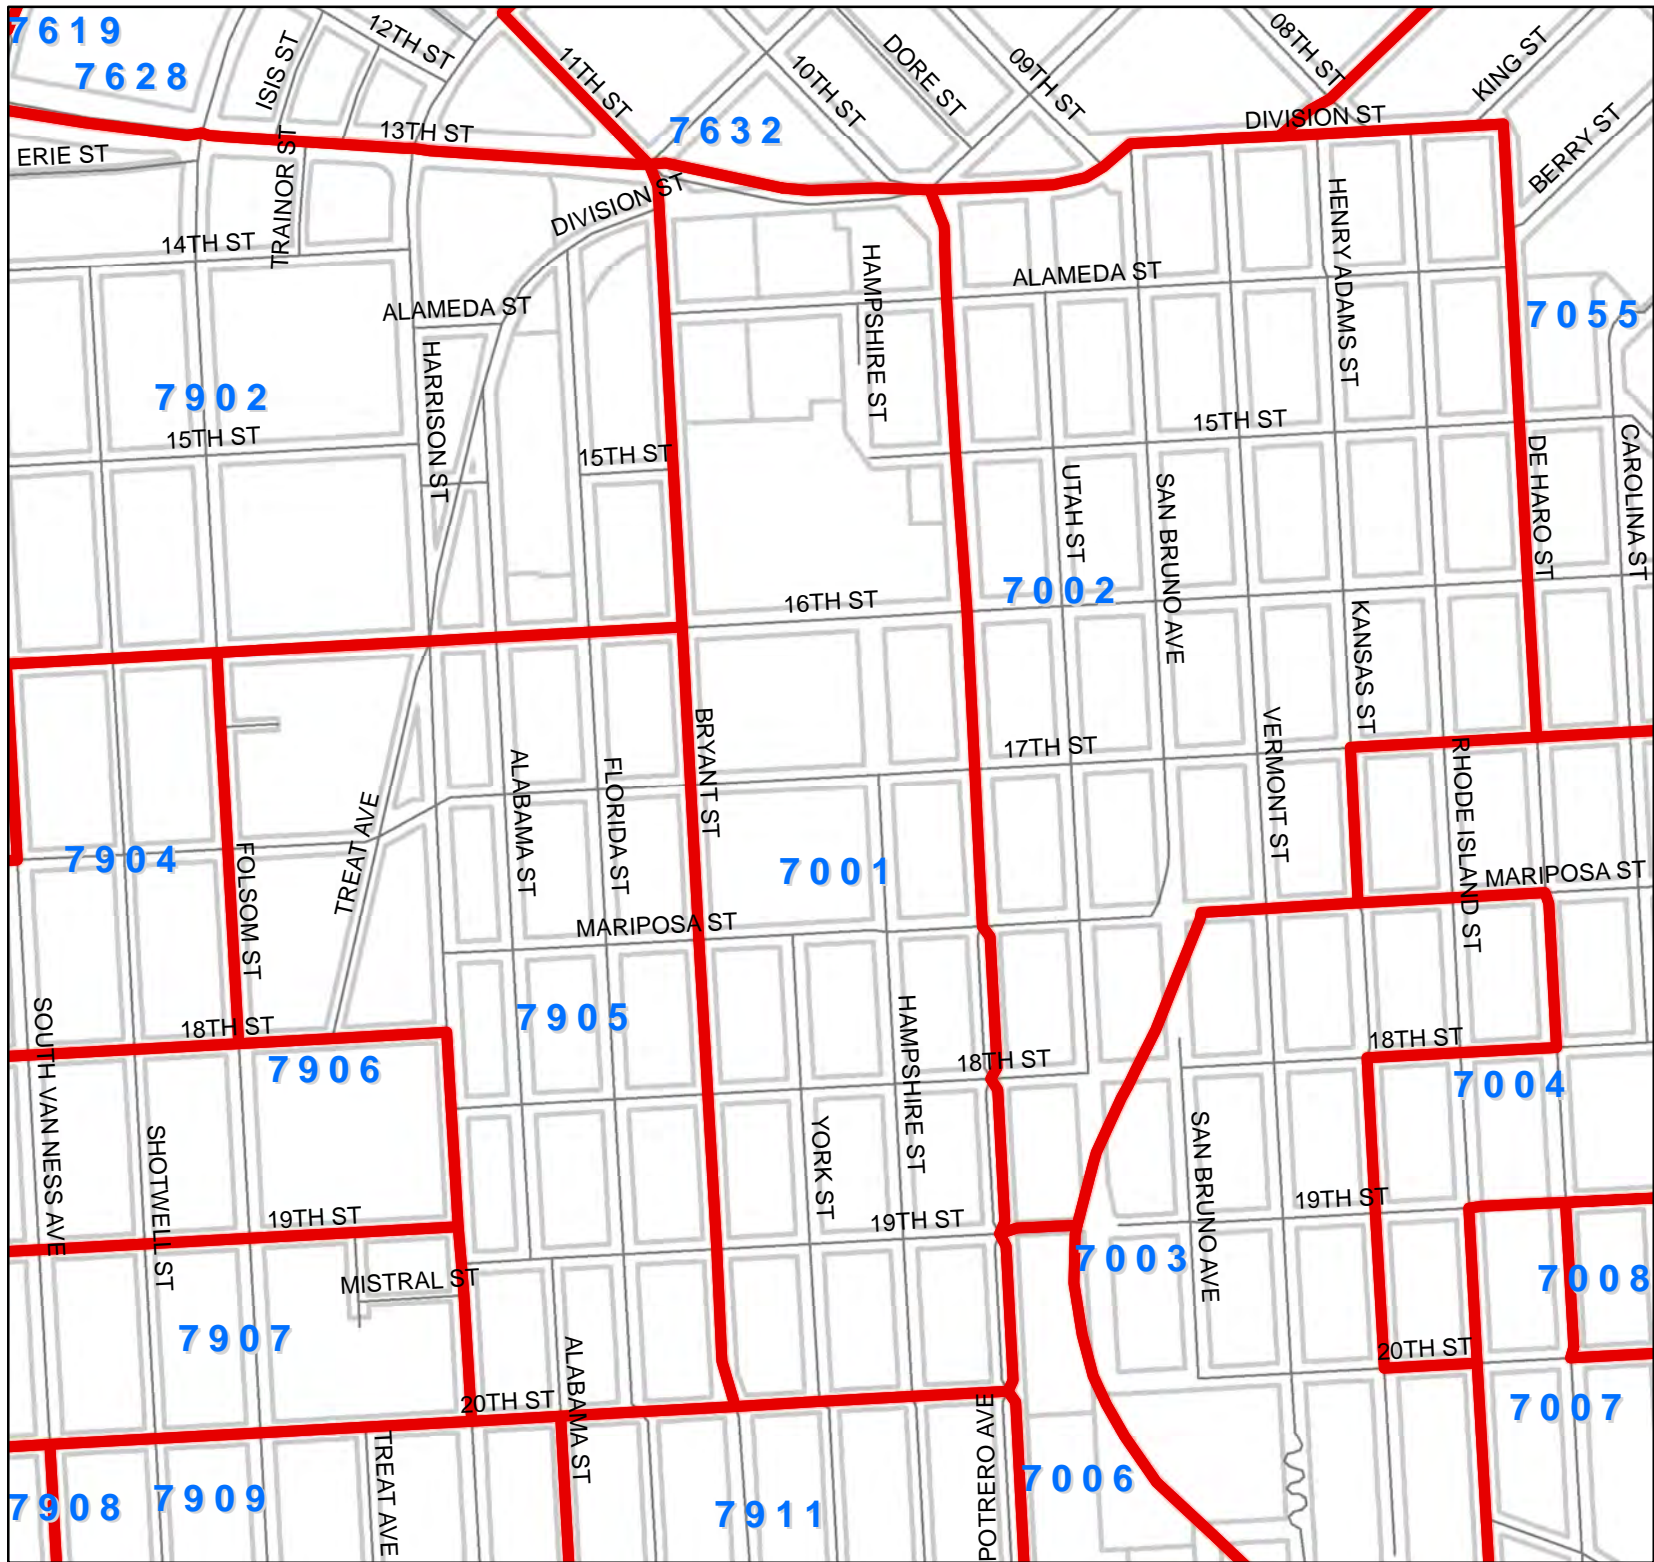 7619
7628
ISIS ST
12TH ST
11TH ST
10TH ST
DORE ST
09TH ST
08TH ST
KING ST
BERRY ST
DIVISION ST
7632
13TH ST
ERIE ST
TRAINOR ST
DIVISION ST
14TH ST
HENRY ADAMS ST
HAMPSHIRE ST
ALAMEDA ST
ALAMEDA ST
7055
HARRISON ST
7902
15TH ST
15TH ST
15TH ST
UTAH ST
SAN BRUNO AVE
DE HARO ST
CAROLINA ST
7002
16TH ST
KANSAS ST
BRYANT ST
VERMONT ST
17TH ST
RHODE ISLAND ST
ALABAMA ST
FLORIDA ST
TREAT AVE
7904
FOLSOM ST
7001
MARIPOSA ST
MARIPOSA ST
SOUTH VAN NESS AVE
7905
HAMPSHIRE ST
18TH ST
18TH ST
18TH ST
7906
7004
SHOTWELL ST
YORK ST
SAN BRUNO AVE
19TH ST
19TH ST
19TH ST
7003
7008
MISTRAL ST
7907
ALABAMA ST
20TH ST
20TH ST
POTRERO AVE
7007
TREAT AVE
7908
7909
7911
7006